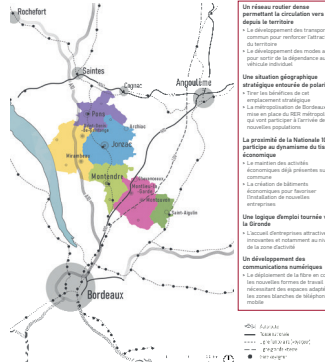 Rochefort
Saintes
Cognac
Angoulême
Pons
Archiac
Jonzac
Mirambeau
Montendre
Montlieu-la-
Garde
Montguyon
Saint-Aigulin
Bordeaux
Un réseau routier dense
permettant la circulation vers
depuis le territoire
• Le développement des transpor
commun pour renforcer l'attrac
du territoire
• Le développement des modes a
pour sortir de la dépendance au
véhicule individuel
Une situation géographique
stratégique entourée de polari
• Tirer les bénéfices de cet
emplacement stratégique
• La métropolisation de Bordeaux
mise en place du RER métropoli
qui vont participer à l'arrivée de
nouvelles populations
La proximité de la Nationale 10
participe au dynamisme du tis
économique
• Le maintien des activités
économiques déjà présentes su
commune
• La création de bâtiments
économiques pour favoriser
l'installation de nouvelles
entreprises
Une logique d'emploi tournée v
la Gironde
• L'accueil d'entreprises attractive
innovantes et notamment au niv
de la zone d'activité
Un développement des
communications numériques
• Le déploiement de la fibre en co
les nouvelles formes de travail
nécessitant des espaces adapté
les zones blanches de téléphon
mobile